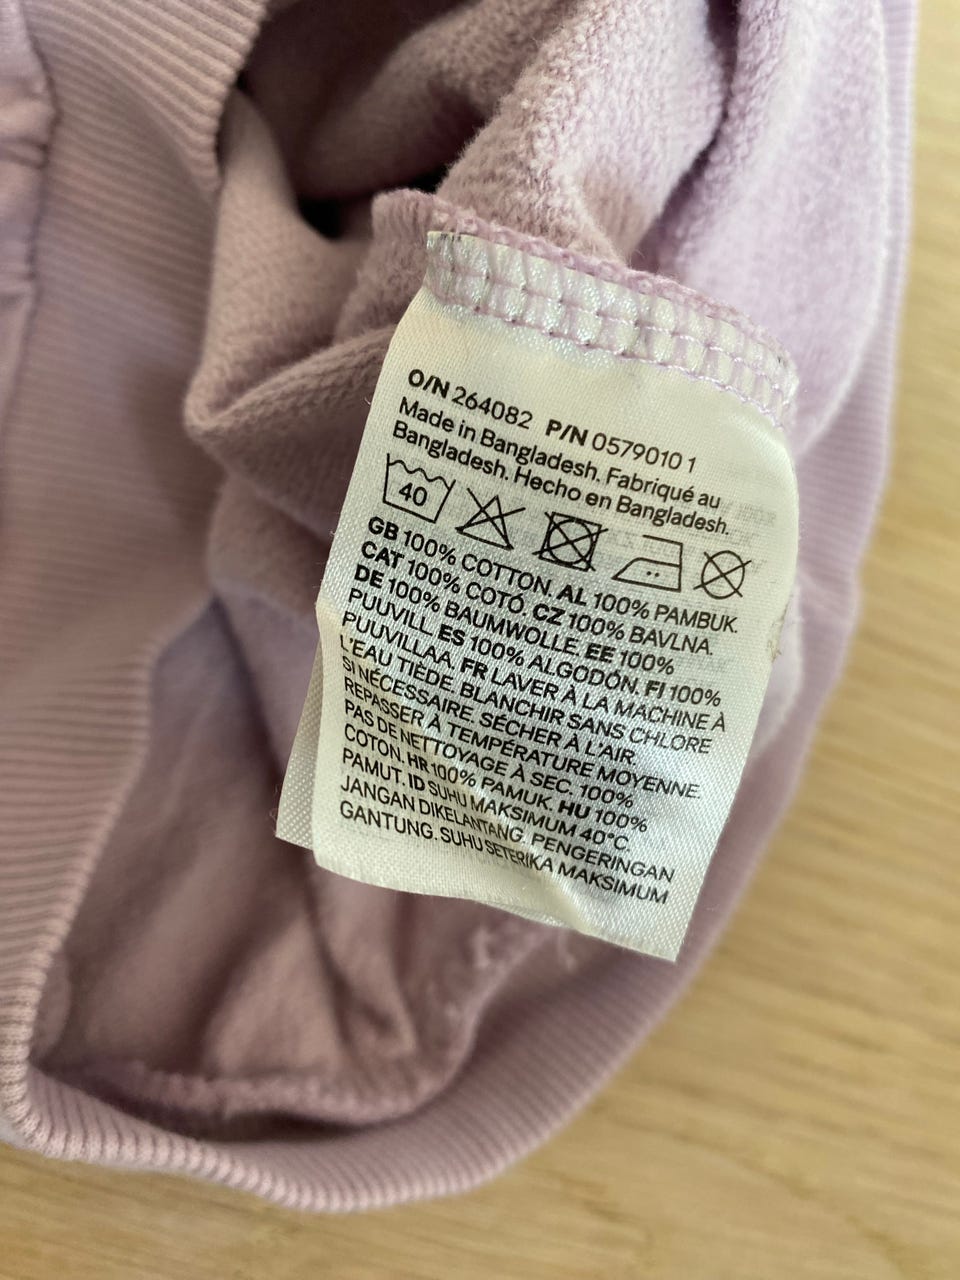 O/N 264082 P/N 0579010 1
Made in Bangladesh. Fabriqué au
Bangladesh. Hecho en Bangladesh.
40
GB 100% COTTON. AL 100% PAMBUK.
CAT 100% COTÓ. CZ 100% BAVLNA.
DE 100% BAUMWOLLE. EE 100%
PUUVILL. ES 100% ALGODÓN. FI 100%
PUUVILLAA. FR LAVER À LA MACHINE À
L'EAU TIÈDE. BLANCHIR SANS CHLORE
SI NÉCESSAIRE. SÉCHER À L'AIR.
REPASSER À TEMPÉRATURE MOYENNE.
PAS DE NETTOYAGE À SEC. 100%
COTON. HR 100% PAMUK. HU 100%
PAMUT. ID SUHU MAKSIMUM 40°C.
JANGAN DIKELANTANG. PENGERINGAN
GANTUNG. SUHU SETERIKA MAKSIMUM